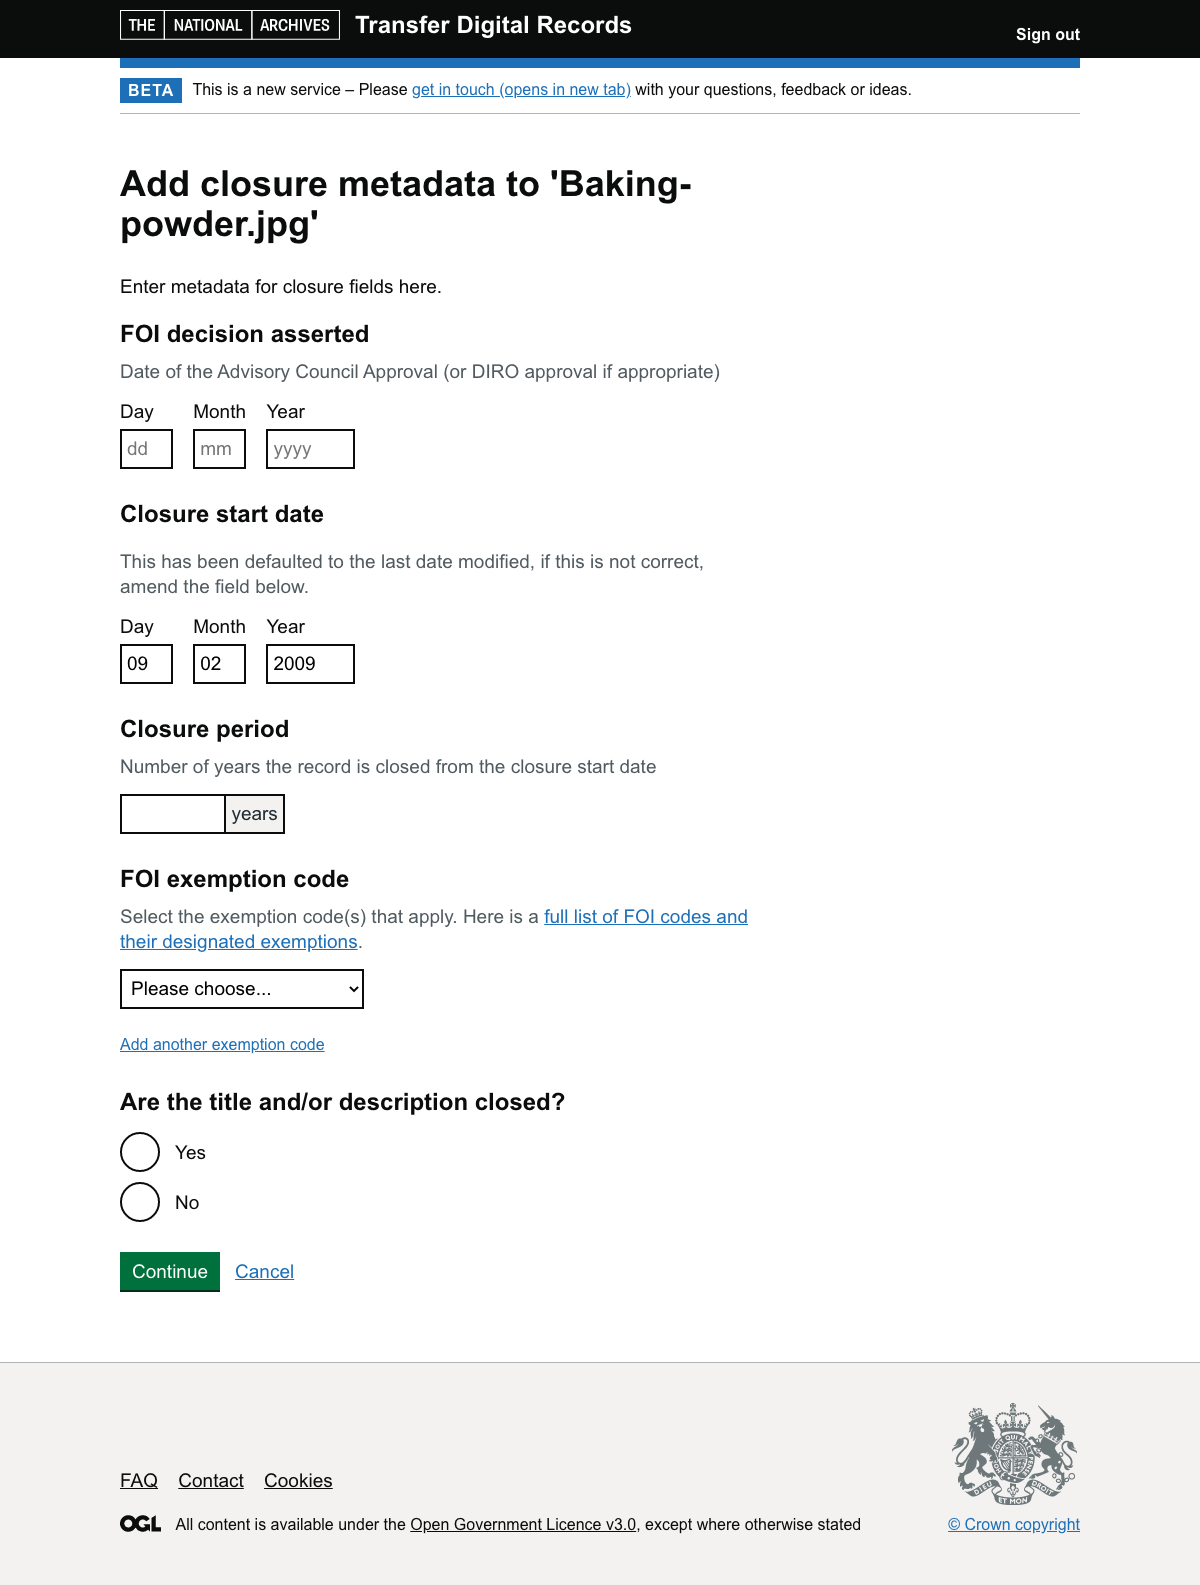 THE NATIONAL ARCHIVES Transfer Digital Records
Sign out
BETA This is a new service – Please get in touch (opens in new tab) with your questions, feedback or ideas.
Add closure metadata to 'Baking-
powder.jpg'
Enter metadata for closure fields here.
FOI decision asserted
Date of the Advisory Council Approval (or DIRO approval if appropriate)
Day Month Year
dd mm yyyy
Closure start date
This has been defaulted to the last date modified, if this is not correct,
amend the field below.
Day Month Year
09 02 2009
Closure period
Number of years the record is closed from the closure start date
years
FOI exemption code
Select the exemption code(s) that apply. Here is a full list of FOI codes and
their designated exemptions.
Please choose...
Add another exemption code
Are the title and/or description closed?
Yes
No
Continue Cancel
FAQ Contact Cookies
OGL All content is available under the Open Government Licence v3.0, except where otherwise stated
DIEU ET MON DROIT
© Crown copyright